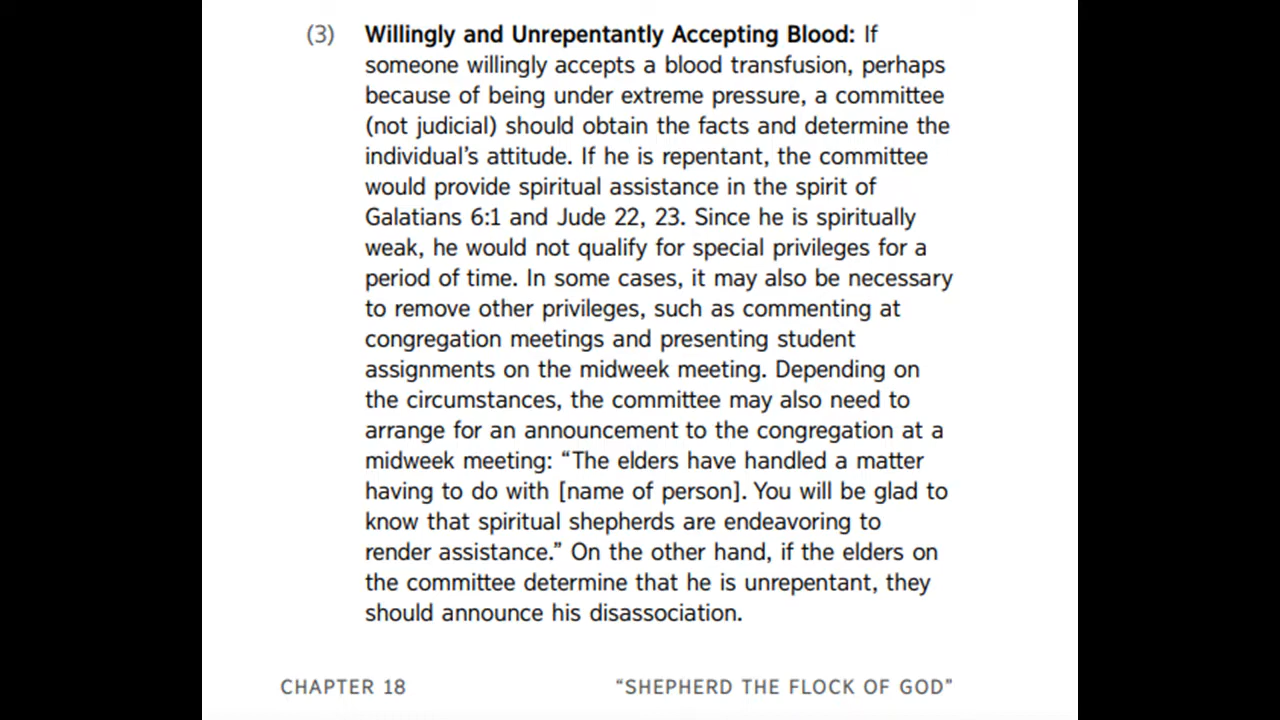 (3) Willingly and Unrepentantly Accepting Blood: If
someone willingly accepts a blood transfusion, perhaps
because of being under extreme pressure, a committee
(not judicial) should obtain the facts and determine the
individual’s attitude. If he is repentant, the committee
would provide spiritual assistance in the spirit of
Galatians 6:1 and Jude 22, 23. Since he is spiritually
weak, he would not qualify for special privileges for a
period of time. In some cases, it may also be necessary
to remove other privileges, such as commenting at
congregation meetings and presenting student
assignments on the midweek meeting. Depending on
the circumstances, the committee may also need to
arrange for an announcement to the congregation at a
midweek meeting: “The elders have handled a matter
having to do with [name of person]. You will be glad to
know that spiritual shepherds are endeavoring to
render assistance.” On the other hand, if the elders on
the committee determine that he is unrepentant, they
should announce his disassociation.
CHAPTER 18 “SHEPHERD THE FLOCK OF GOD”